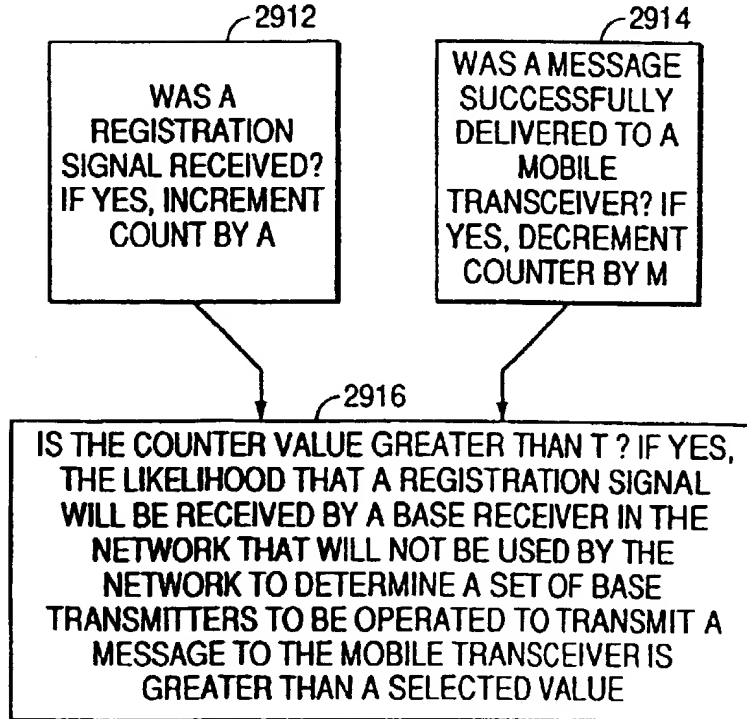 2912
WAS A
REGISTRATION
SIGNAL RECEIVED?
IF YES, INCREMENT
COUNT BY A
2914
WAS A MESSAGE
SUCCESSFULLY
DELIVERED TO A
MOBILE
TRANSCEIVER? IF
YES, DECREMENT
COUNTER BY M
2916
IS THE COUNTER VALUE GREATER THAN T ? IF YES,
THE LIKELIHOOD THAT A REGISTRATION SIGNAL
WILL BE RECEIVED BY A BASE RECEIVER IN THE
NETWORK THAT WILL NOT BE USED BY THE
NETWORK TO DETERMINE A SET OF BASE
TRANSMITTERS TO BE OPERATED TO TRANSMIT A
MESSAGE TO THE MOBILE TRANSCEIVER IS
GREATER THAN A SELECTED VALUE